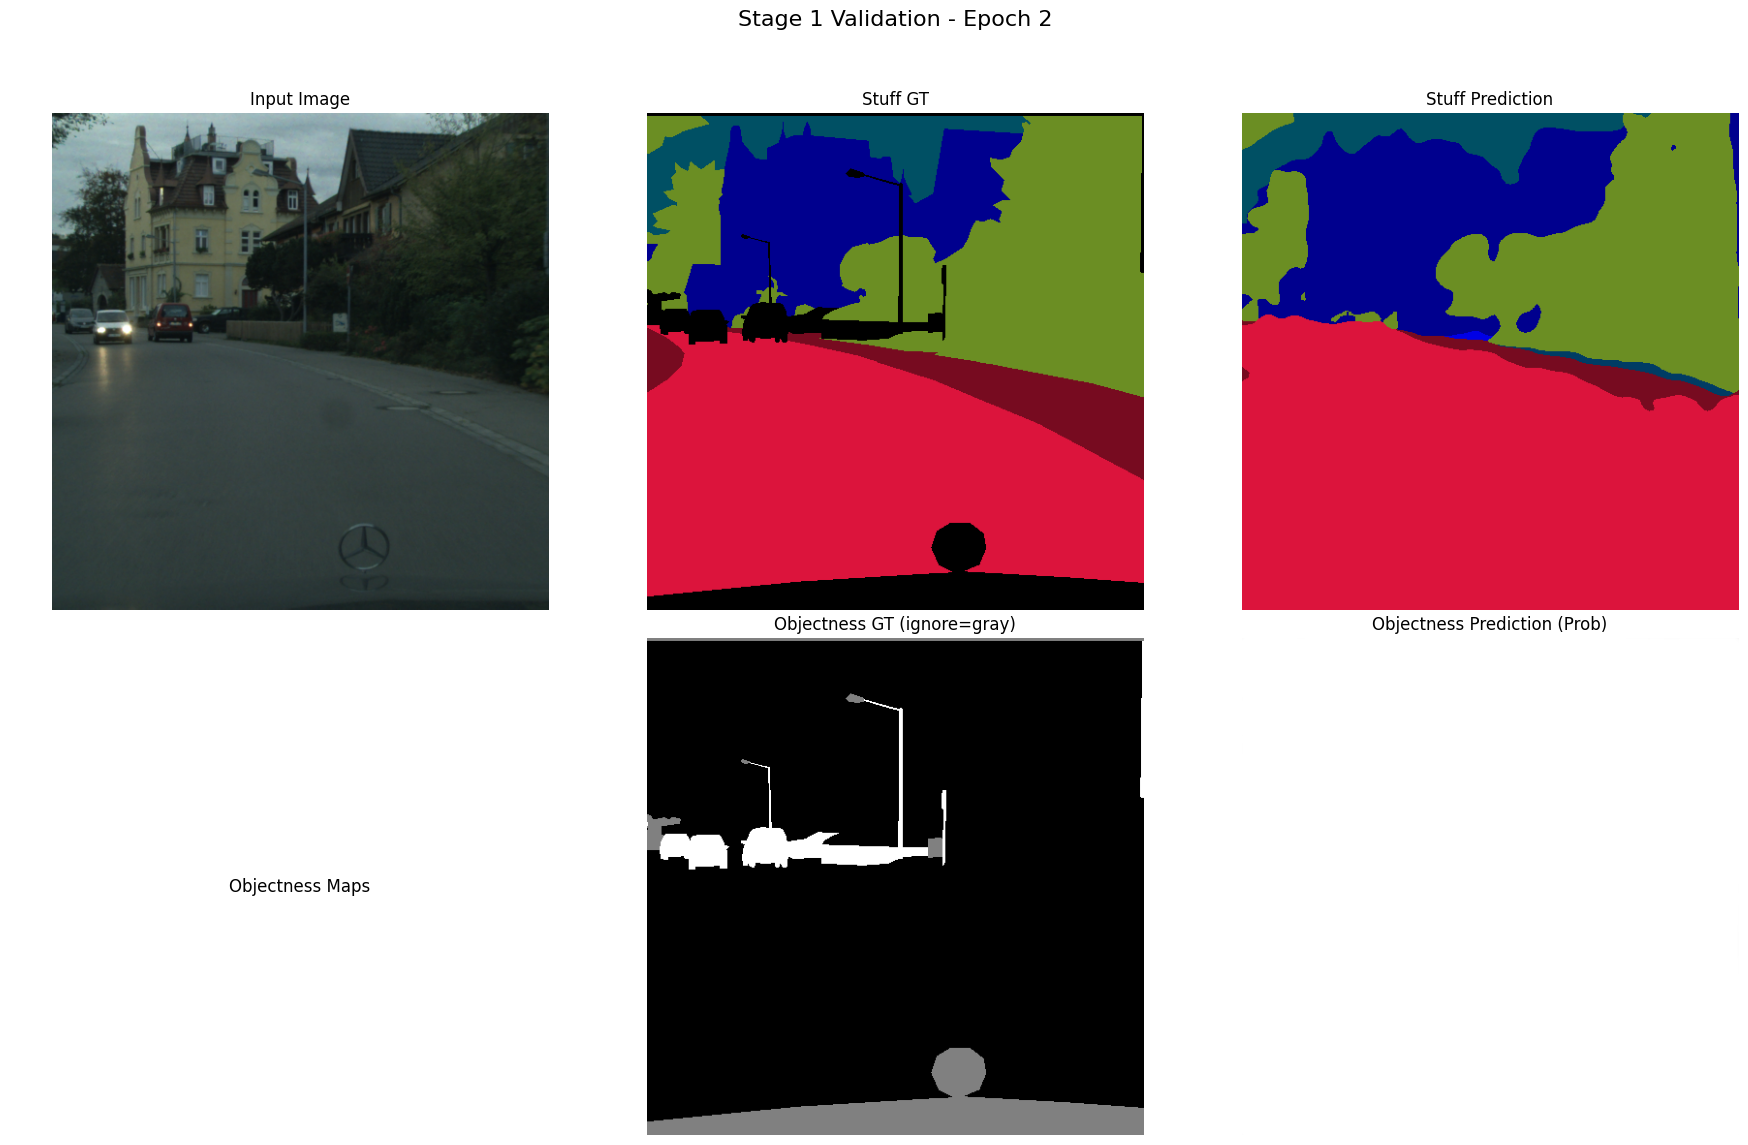 Stage 1 Validation - Epoch 2
Input Image
Stuff GT
Stuff Prediction
Objectness GT (ignore=gray)
Objectness Prediction (Prob)
Objectness Maps